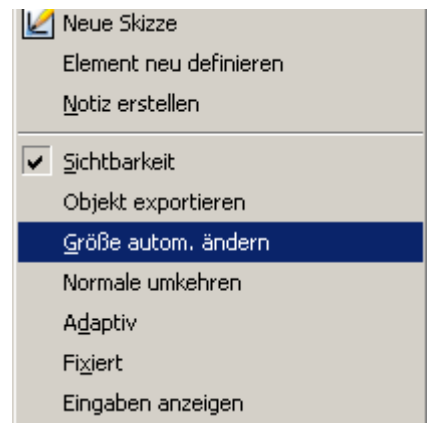 Neue Skizze
Element neu definieren
Notiz erstellen
Sichtbarkeit
Objekt exportieren
Größe autom. ändern
Normale umkehren
Adaptiv
Fixiert
Eingaben anzeigen